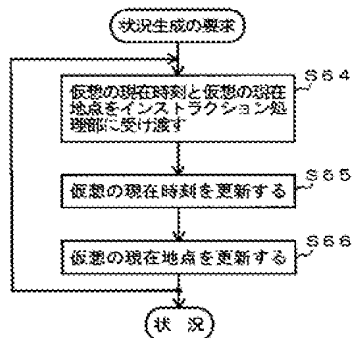 状況生成の要求
S64
仮想の現在時刻と仮想の現在
地点をインストラクション処
理部に受け渡す
S65
仮想の現在時刻を更新する
S66
仮想の現在地点を更新する
状 況